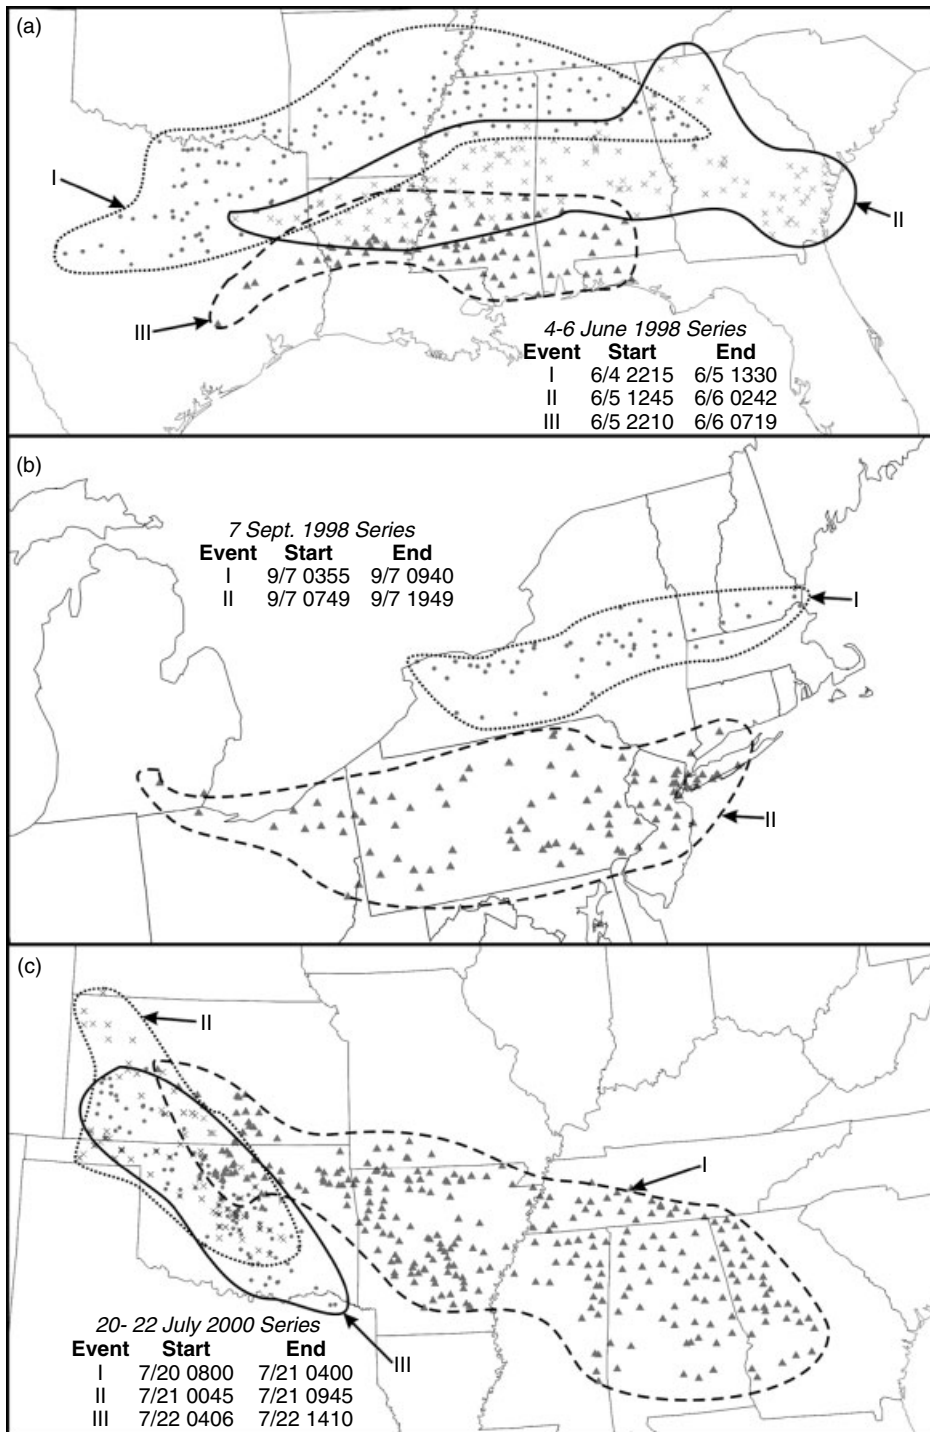 (a)
I
II
III
4-6 June 1998 Series
Event Start End
I 6/4 2215 6/5 1330
II 6/5 1245 6/6 0242
III 6/5 2210 6/6 0719
(b)
7 Sept. 1998 Series
Event Start End
I 9/7 0355 9/7 0940
II 9/7 0749 9/7 1949
I
II
(c)
II
I
20- 22 July 2000 Series
Event Start End
I 7/20 0800 7/21 0400
II 7/21 0045 7/21 0945
III 7/22 0406 7/22 1410
III